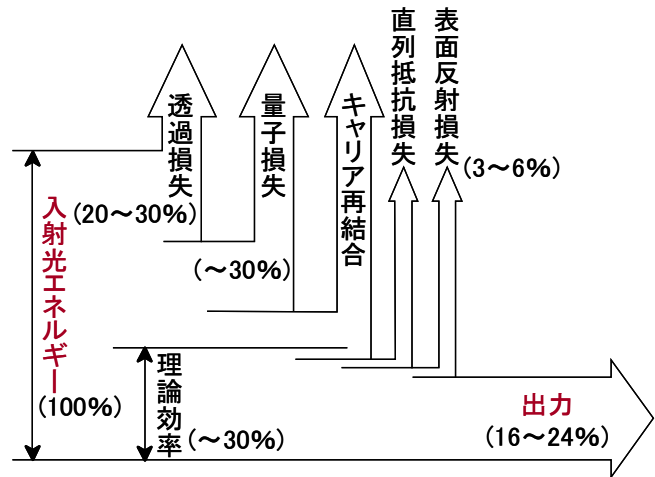 入射光エネルギー
(100%)
透過損失
(20〜30%)
量子損失
(〜30%)
キャリア再結合
直列抵抗損失
表面反射損失
(3〜6%)
理論効率
(〜30%)
出力
(16〜24%)